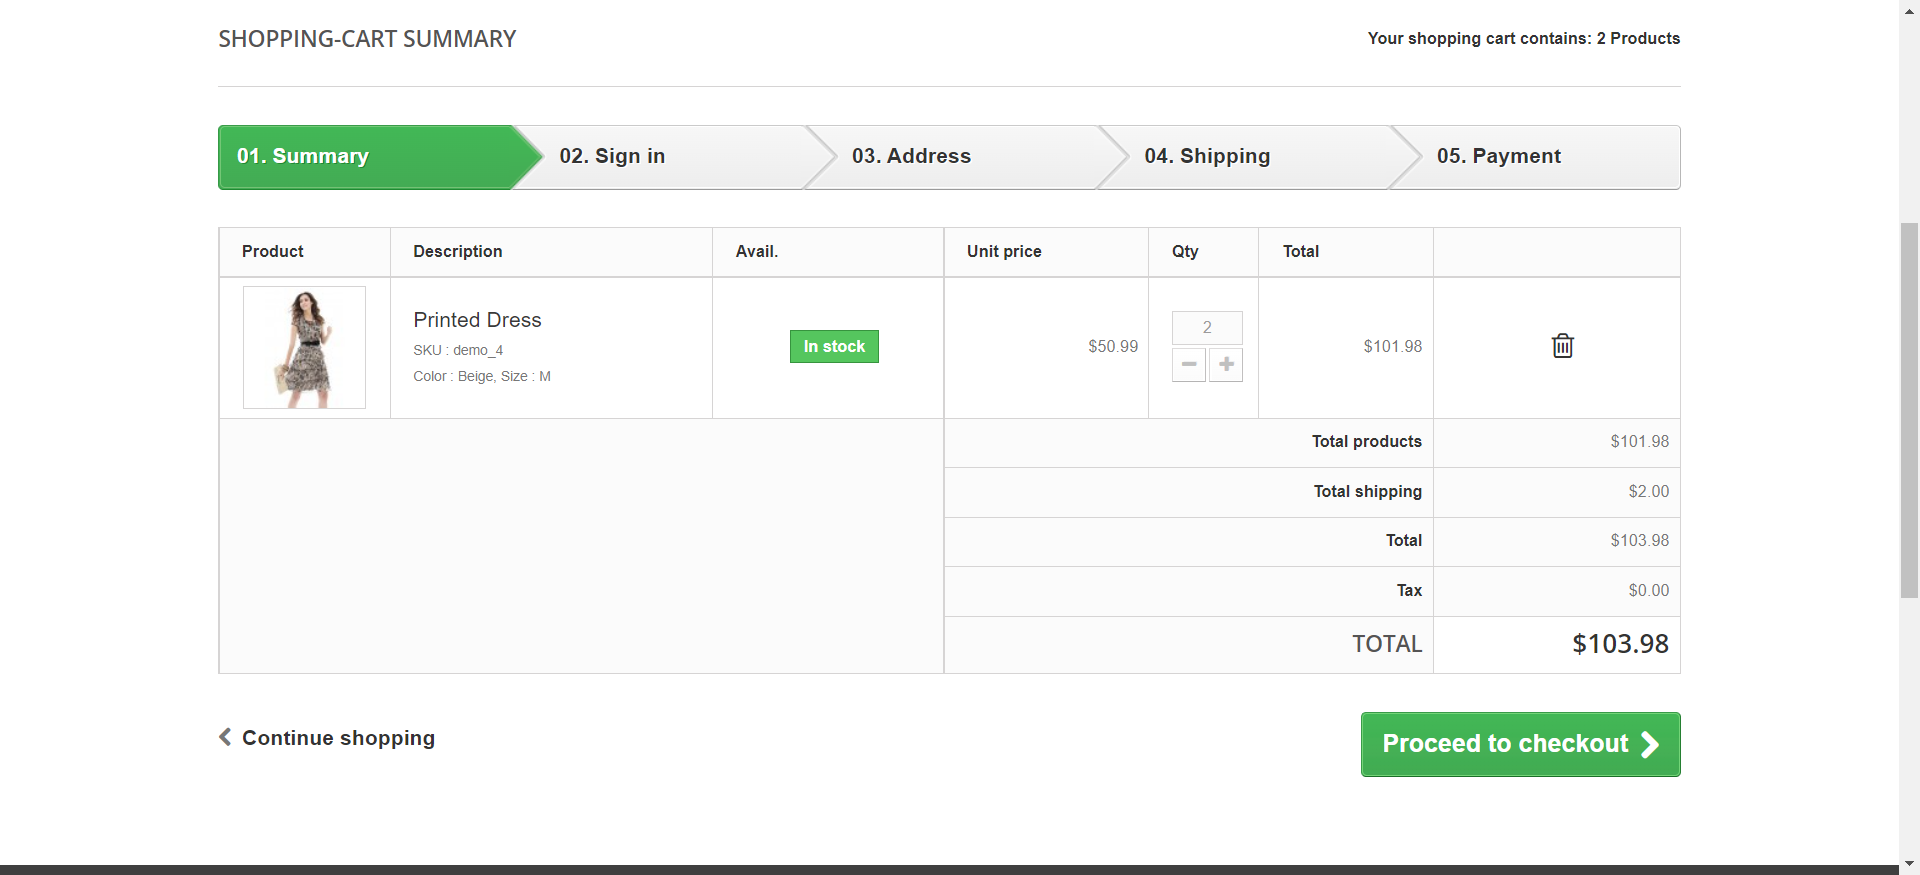 SHOPPING-CART SUMMARY
Your shopping cart contains: 2 Products
01. Summary
02. Sign in
03. Address
04. Shipping
05. Payment
Product
Description
Avail.
Unit price
Qty
Total
Printed Dress
SKU : demo_4
Color : Beige, Size : M
In stock
$50.99
2
$101.98
Total products
$101.98
Total shipping
$2.00
Total
$103.98
Tax
$0.00
TOTAL
$103.98
Continue shopping
Proceed to checkout